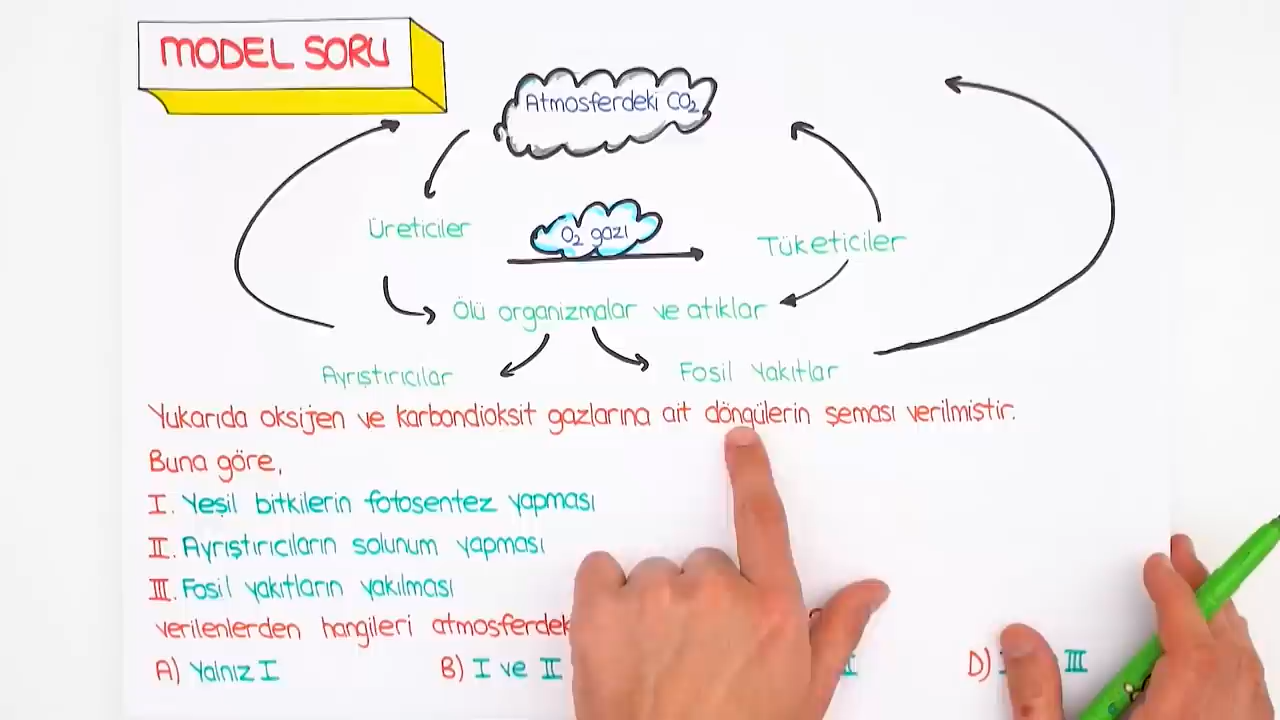 MODEL SORU
Atmosferdeki CO₂
Üreticiler
O₂ gazı
Tüketiciler
Ölü organizmalar ve atıklar
Ayrıştırıcılar
Fosil yakıtlar
Yukarıda oksijen ve karbondioksit gazlarına ait döngülerin şeması verilmiştir.
Buna göre,
I. Yeşil bitkilerin fotosentez yapması
II. Ayrıştırıcıların solunum yapması
III. Fosil yakıtların yakılması
verilenlerden hangileri
A) Yalnız I
B) I ve II
D) III